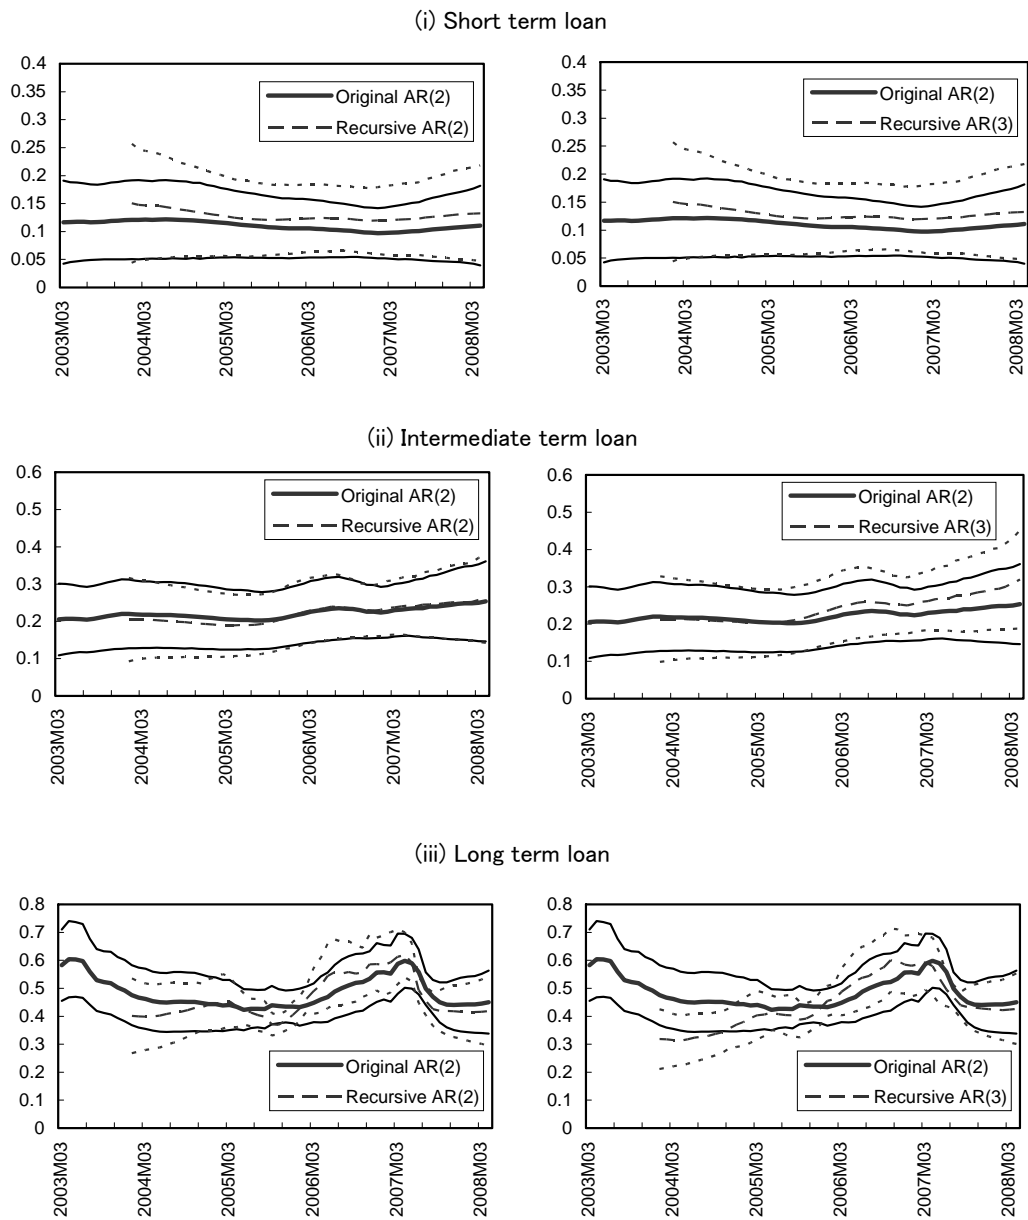 (i) Short term loan
0.4
0.35
0.3
0.25
0.2
0.15
0.1
0.05
0
Original AR(2)
Recursive AR(2)
2003M03
2004M03
2005M03
2006M03
2007M03
2008M03
0.4
0.35
0.3
0.25
0.2
0.15
0.1
0.05
0
Original AR(2)
Recursive AR(3)
2003M03
2004M03
2005M03
2006M03
2007M03
2008M03
(ii) Intermediate term loan
0.6
0.5
0.4
0.3
0.2
0.1
0
Original AR(2)
Recursive AR(2)
2003M03
2004M03
2005M03
2006M03
2007M03
2008M03
0.6
0.5
0.4
0.3
0.2
0.1
0
Original AR(2)
Recursive AR(3)
2003M03
2004M03
2005M03
2006M03
2007M03
2008M03
(iii) Long term loan
0.8
0.7
0.6
0.5
0.4
0.3
0.2
0.1
0
Original AR(2)
Recursive AR(2)
2003M03
2004M03
2005M03
2006M03
2007M03
2008M03
0.8
0.7
0.6
0.5
0.4
0.3
0.2
0.1
0
Original AR(2)
Recursive AR(3)
2003M03
2004M03
2005M03
2006M03
2007M03
2008M03